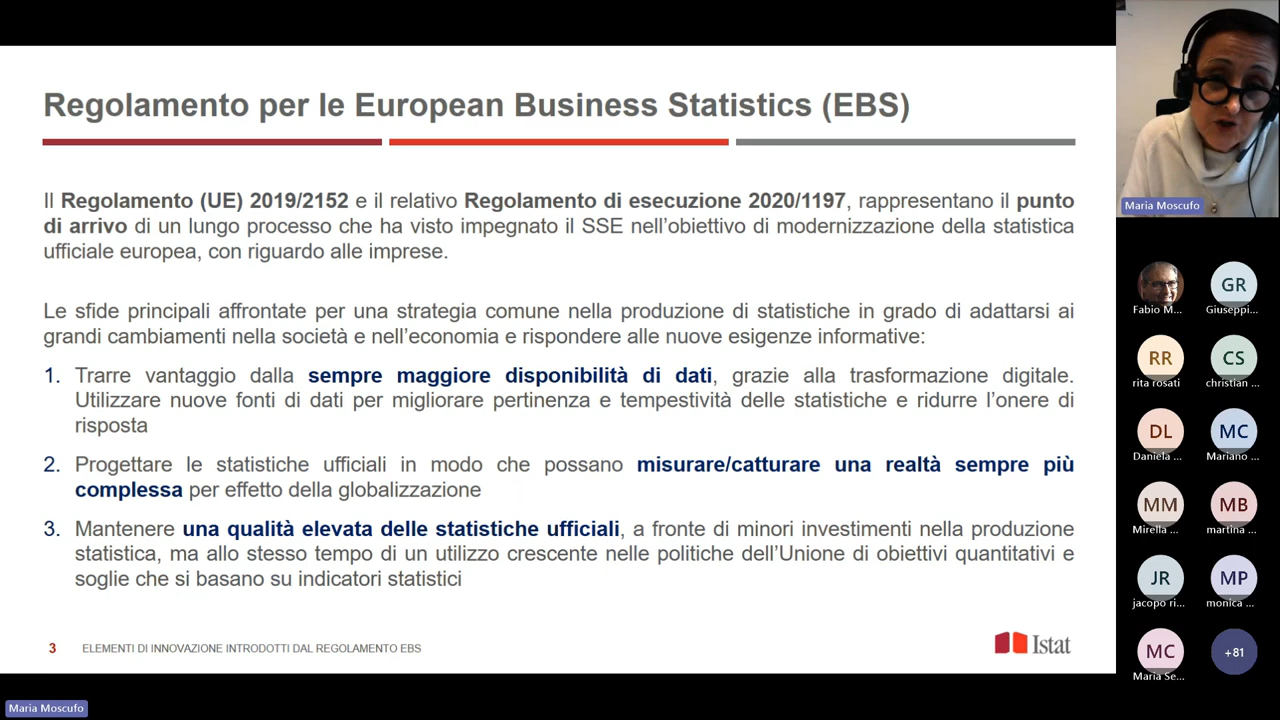 Regolamento per le European Business Statistics (EBS)
Il Regolamento (UE) 2019/2152 e il relativo Regolamento di esecuzione 2020/1197, rappresentano il punto
di arrivo di un lungo processo che ha visto impegnato il SSE nell'obiettivo di modernizzazione della statistica
ufficiale europea, con riguardo alle imprese.
Le sfide principali affrontate per una strategia comune nella produzione di statistiche in grado di adattarsi ai
grandi cambiamenti nella società e nell'economia e rispondere alle nuove esigenze informative:
1. Trarre vantaggio dalla sempre maggiore disponibilità di dati, grazie alla trasformazione digitale.
Utilizzare nuove fonti di dati per migliorare pertinenza e tempestività delle statistiche e ridurre l'onere di
risposta
2. Progettare le statistiche ufficiali in modo che possano misurare/catturare una realtà sempre più
complessa per effetto della globalizzazione
3. Mantenere una qualità elevata delle statistiche ufficiali, a fronte di minori investimenti nella produzione
statistica, ma allo stesso tempo di un utilizzo crescente nelle politiche dell'Unione di obiettivi quantitativi e
soglie che si basano su indicatori statistici
3 ELEMENTI DI INNOVAZIONE INTRODOTTI DAL REGOLAMENTO EBS
Istat
Maria Moscufo
Maria Moscufo
GR
Fabio M...
Giuseppi...
RR
CS
rita rosati
christian ...
DL
MC
Daniela ...
Mariano ...
MM
MB
Mirella ...
martina ...
JR
MP
jacopo ri...
monica ...
MC
+81
Maria Se...